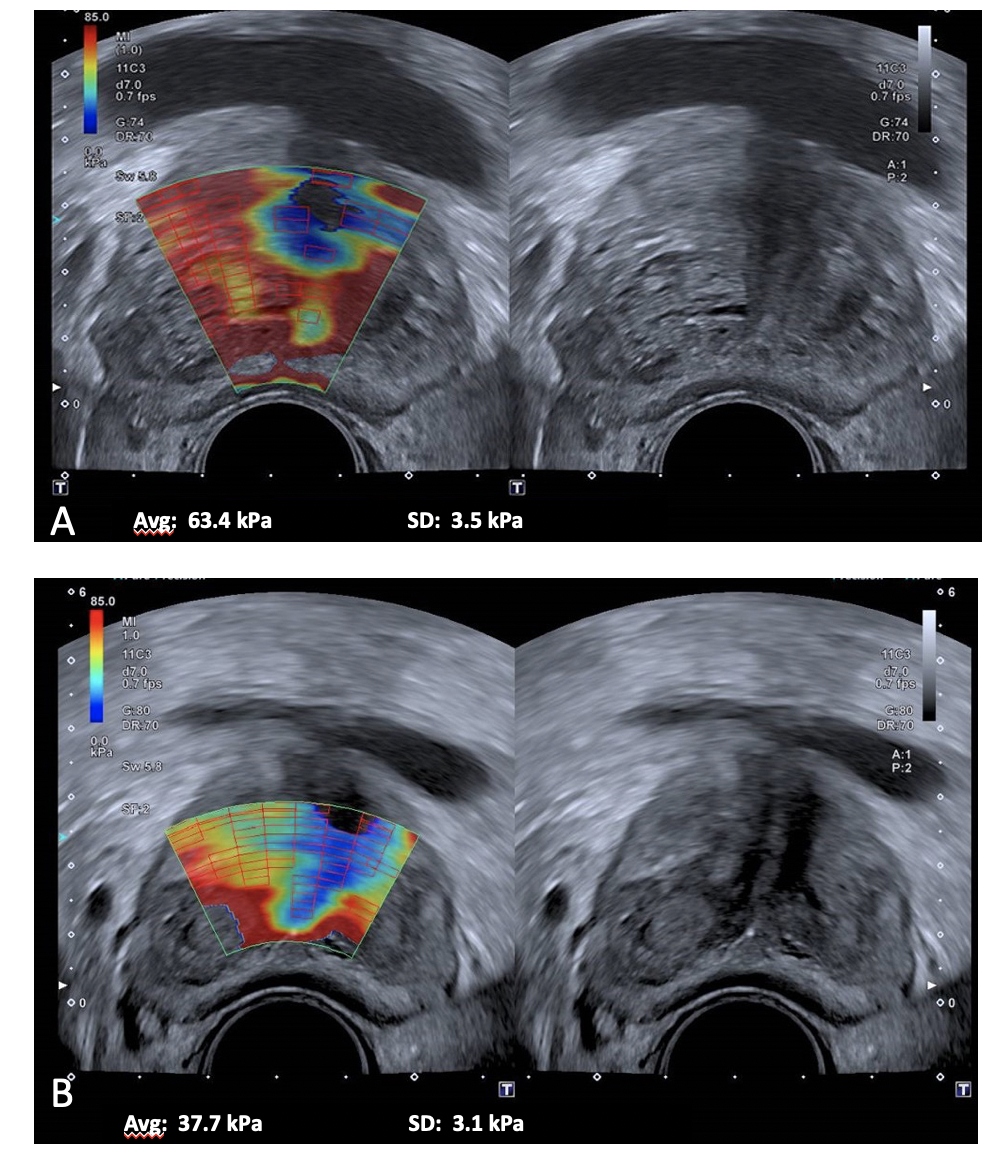 85.0
MI
(1.0)
11C3
d7.0
0.7 fps
G:74
DR:70
0.0
kPa
Sw 5.8
SF:2
0
T
11C3
d7.0
0.7 fps
G:74
DR:70
A:1
P:2
0
T
A Avg: 63.4 kPa SD: 3.5 kPa
Precision
6
85.0
MI
1.0
11C3
d7.0
0.7 fps
G:80
DR:70
0.0
kPa
Sw 5.8
SF:2
0
T
6
11C3
d7.0
0.7 fps
G:80
DR:70
A:1
P:2
0
T
B Avg: 37.7 kPa SD: 3.1 kPa